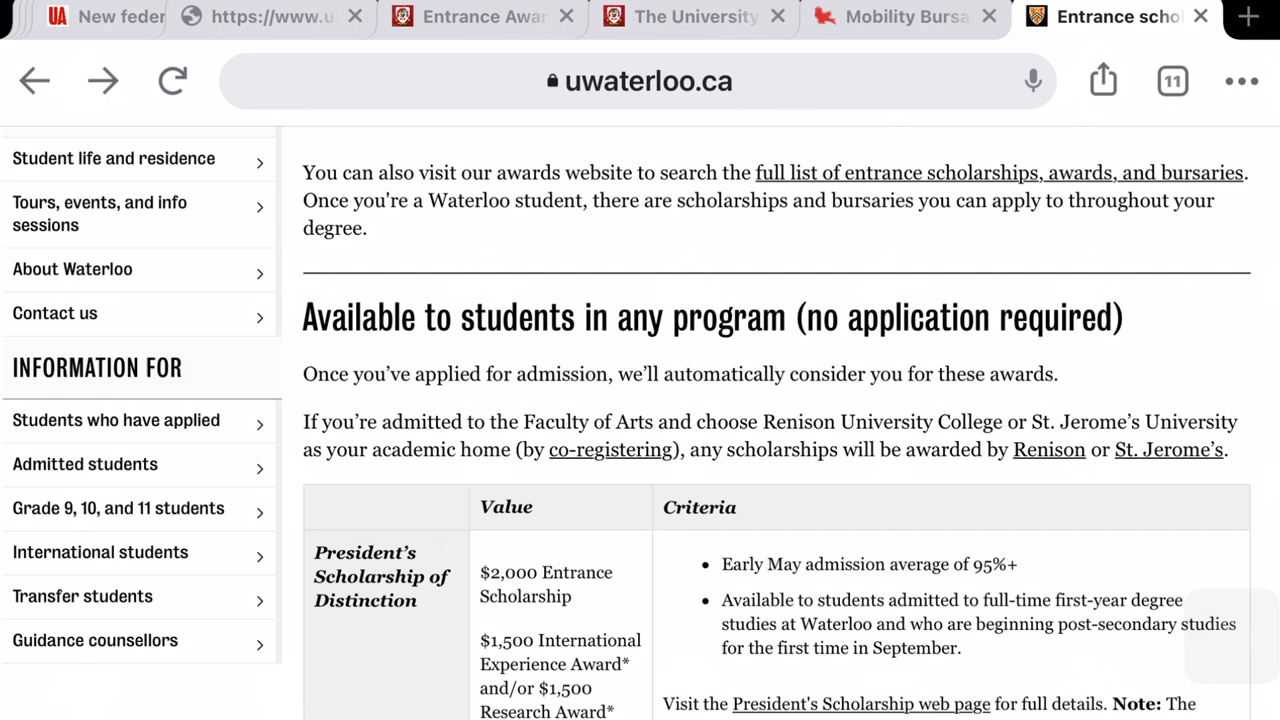 New feder
https://www.u
Entrance Awar
The University
Mobility Bursa
Entrance scho
uwaterloo.ca
11
Student life and residence
Tours, events, and info
sessions
About Waterloo
Contact us
INFORMATION FOR
Students who have applied
Admitted students
Grade 9, 10, and 11 students
International students
Transfer students
Guidance counsellors
You can also visit our awards website to search the full list of entrance scholarships, awards, and bursaries.
Once you're a Waterloo student, there are scholarships and bursaries you can apply to throughout your
degree.
Available to students in any program (no application required)
Once you've applied for admission, we'll automatically consider you for these awards.
If you're admitted to the Faculty of Arts and choose Renison University College or St. Jerome's University
as your academic home (by co-registering), any scholarships will be awarded by Renison or St. Jerome's.
Value
Criteria
President's
Scholarship of
Distinction
$2,000 Entrance
Scholarship
$1,500 International
Experience Award*
and/or $1,500
Research Award*
• Early May admission average of 95%+
• Available to students admitted to full-time first-year degree
studies at Waterloo and who are beginning post-secondary studies
for the first time in September.
Visit the President's Scholarship web page for full details. Note: The